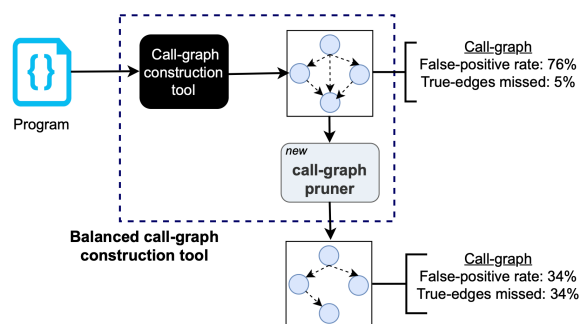 { }
Program
Call-graph
construction
tool
Call-graph
False-positive rate: 76%
True-edges missed: 5%
new
call-graph
pruner
Balanced call-graph
construction tool
Call-graph
False-positive rate: 34%
True-edges missed: 34%